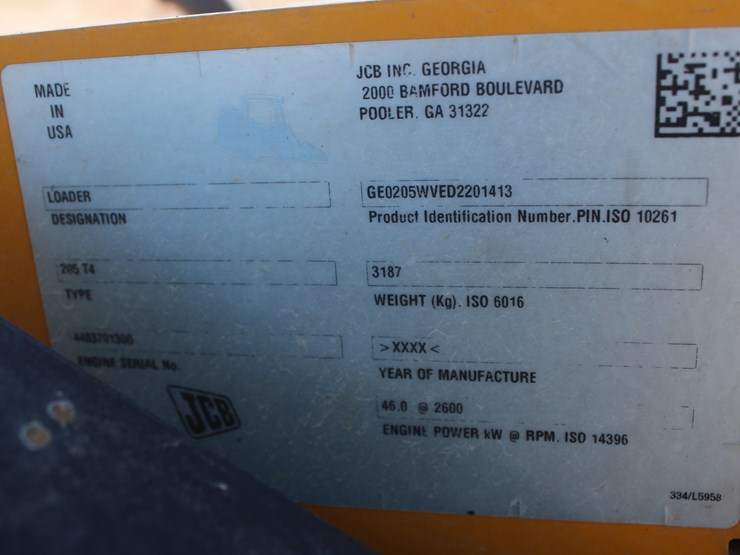 MADE
IN
USA
JCB INC. GEORGIA
2000 BAMFORD BOULEVARD
POOLER, GA 31322
LOADER
DESIGNATION
GE0205WVED2201413
Product Identification Number.PIN.ISO 10261
205 T4
TYPE
3187
WEIGHT (Kg). ISO 6016
ENGINE SERIAL No.
>XXXX<
YEAR OF MANUFACTURE
46.0 @ 2600
ENGINE POWER kW @ RPM. ISO 14396
JCB
334/L5958